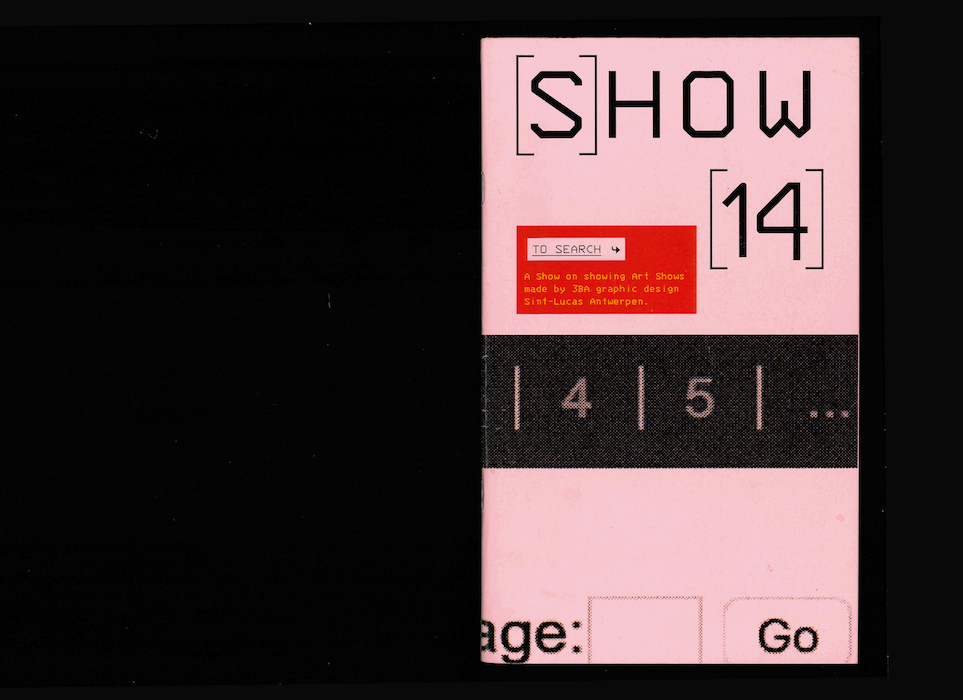 [S]HOW
[14]
TO SEARCH ↳
A Show on showing Art Shows
made by 3BA graphic design
Sint-Lucas Antwerpen.
| 4 | 5 | ...
age:
Go